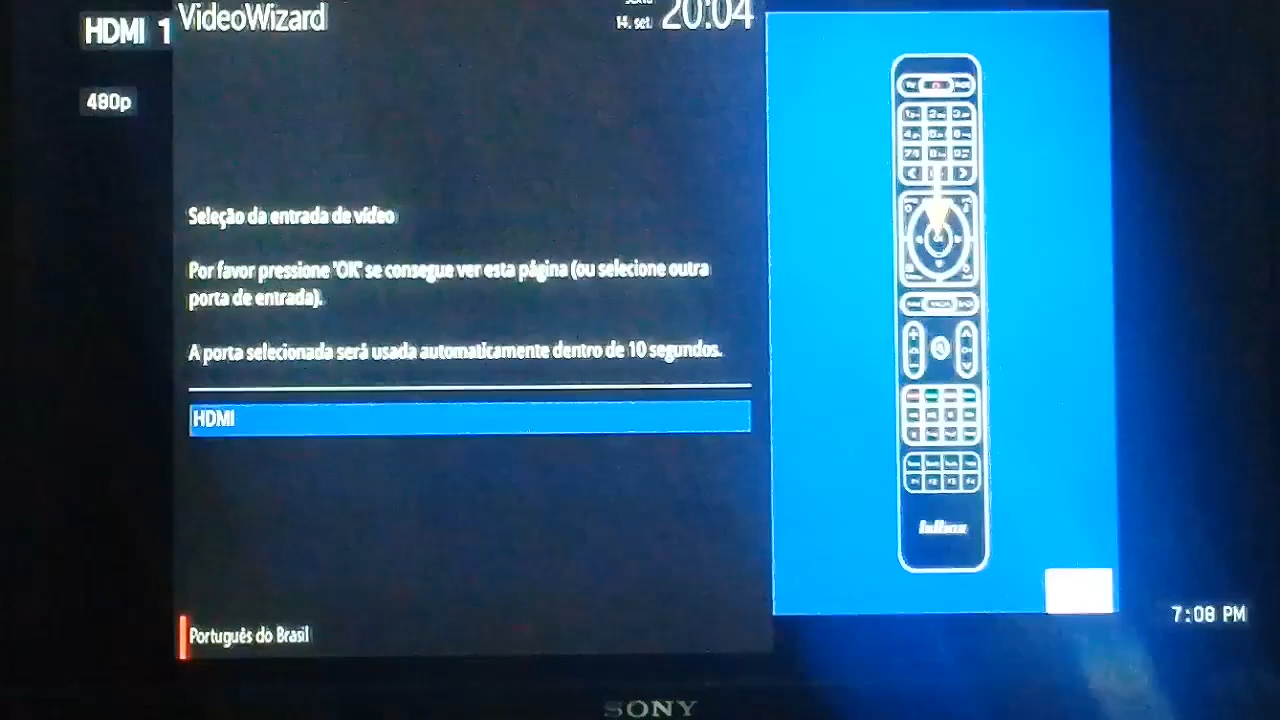 HDMI 1
VideoWizard
14. set.
20:04
480p
Seleção da entrada de vídeo
Por favor pressione "OK" se consegue ver esta página (ou selecione outra
porta de entrada).
A porta selecionada será usada automaticamente dentro de 10 segundos.
HDMI
Português do Brasil
7:08 PM
SONY